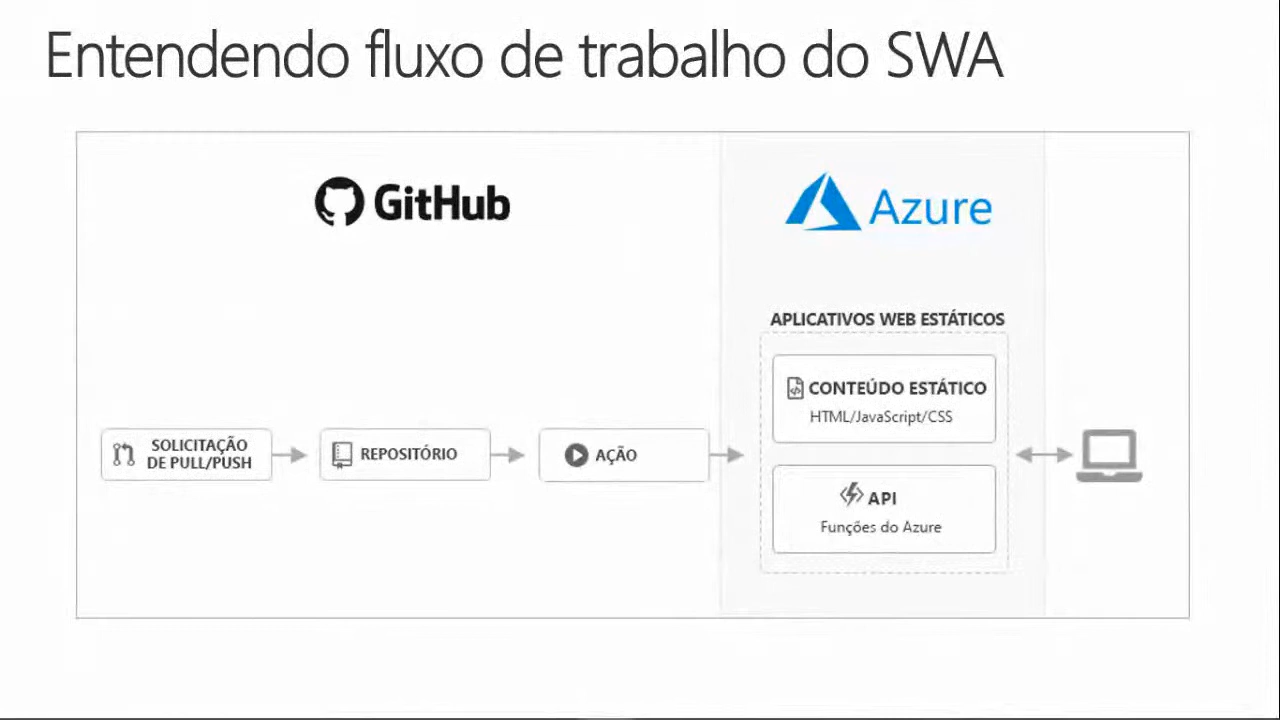 Entendendo fluxo de trabalho do SWA
GitHub
Azure
APLICATIVOS WEB ESTÁTICOS
CONTEÚDO ESTÁTICO
HTML/JavaScript/CSS
SOLICITAÇÃO
DE PULL/PUSH
REPOSITÓRIO
AÇÃO
API
Funções do Azure